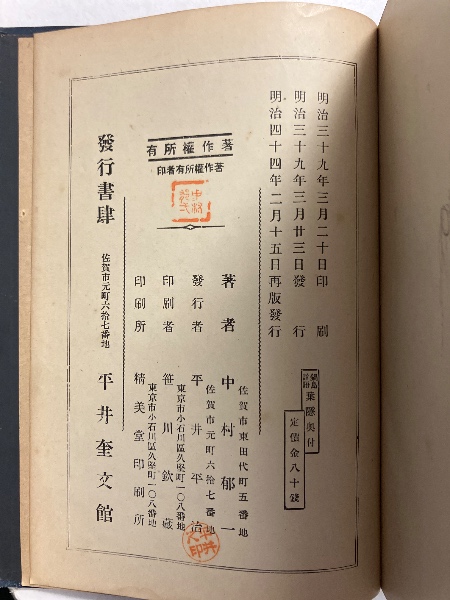 明治三十九年三月二十日印刷
明治三十九年三月廿三日發行
明治四十四年二月十五日再版發行
葉隱奥付
定價金八十錢
著作權所有
著作權所有者印
佐賀市東田代町五番地
著者 中村郁一
佐賀市元町六拾七番地
發行者 平井平治
東京市小石川區久堅町一〇八番地
印刷者 笹川欽藏
東京市小石川區久堅町一〇八番地
印刷所 精美堂印刷所
發行書肆 佐賀市元町六拾七番地 平井奎文館